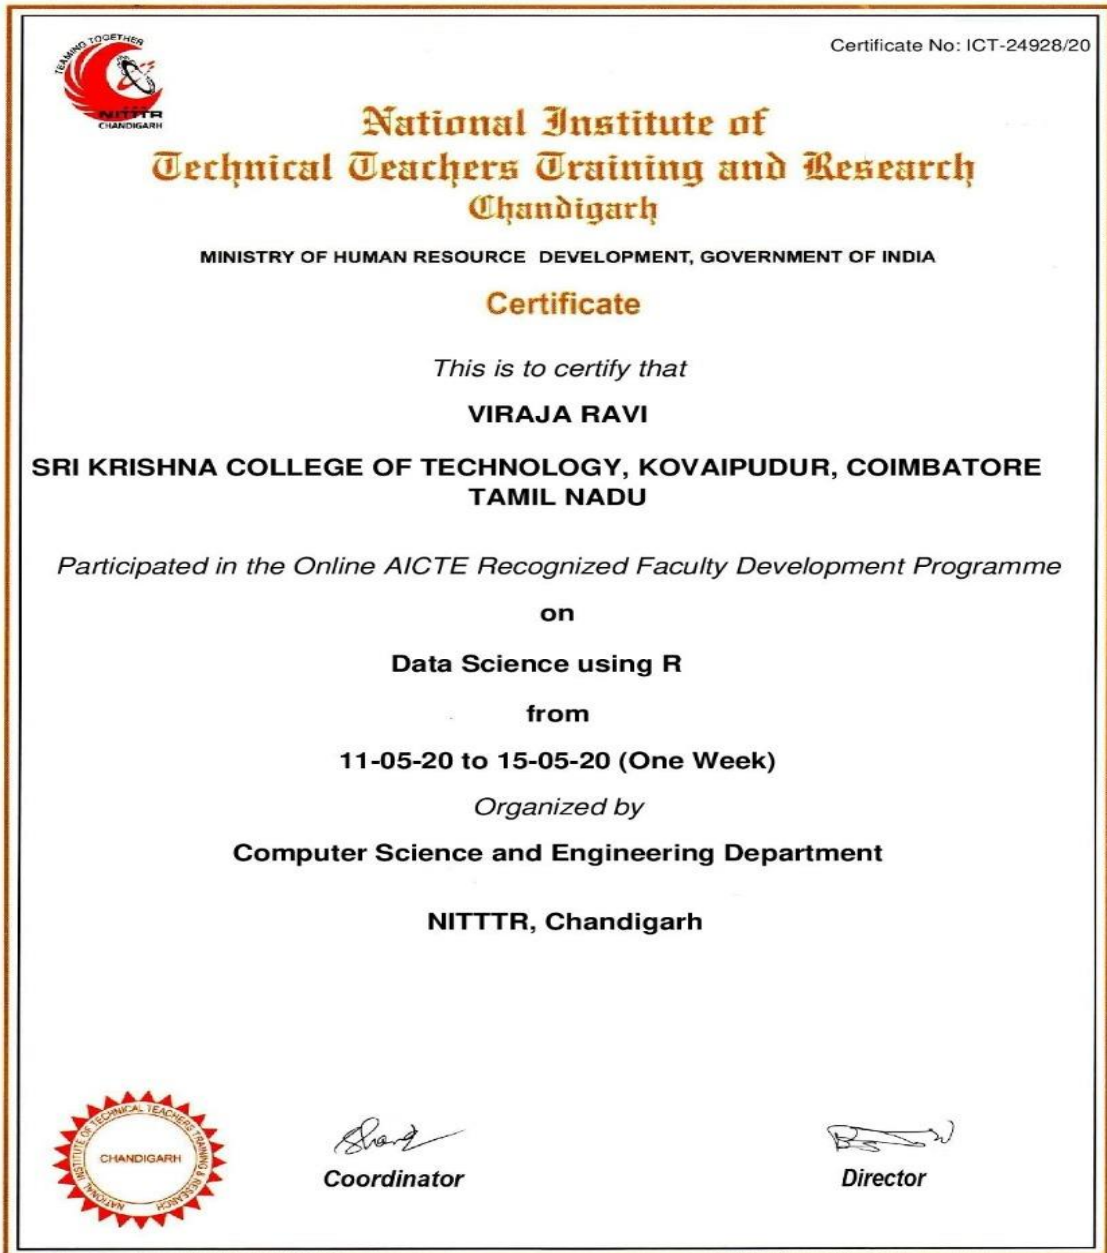 TEAMING TOGETHER
NITTTR
CHANDIGARH
Certificate No: ICT-24928/20
National Institute of
Technical Teachers Training and Research
Chandigarh
MINISTRY OF HUMAN RESOURCE DEVELOPMENT, GOVERNMENT OF INDIA
Certificate
This is to certify that
VIRAJA RAVI
SRI KRISHNA COLLEGE OF TECHNOLOGY, KOVAIPUDUR, COIMBATORE
TAMIL NADU
Participated in the Online AICTE Recognized Faculty Development Programme
on
Data Science using R
from
11-05-20 to 15-05-20 (One Week)
Organized by
Computer Science and Engineering Department
NITTTR, Chandigarh
NATIONAL INSTITUTE OF TECHNICAL TEACHERS TRAINING & RESEARCH
CHANDIGARH
Coordinator
Director